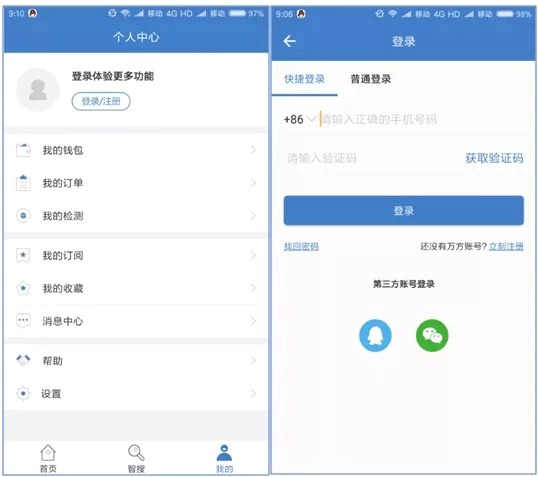 9:10 移动 4G HD 移动 97%
个人中心
登录体验更多功能
登录/注册
我的钱包
我的订单
我的检测
我的订阅
我的收藏
消息中心
帮助
设置
首页 智搜 我的
9:06 移动 4G HD 移动 98%
登录
快捷登录 普通登录
+86 请输入正确的手机号码
请输入验证码 获取验证码
登录
找回密码 还没有万方账号? 立刻注册
第三方账号登录